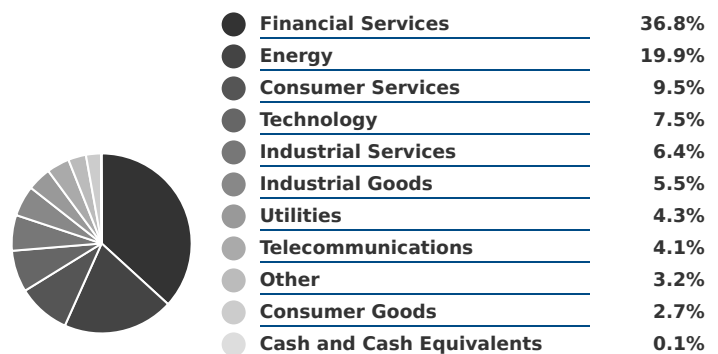 Financial Services 36.8%
Energy 19.9%
Consumer Services 9.5%
Technology 7.5%
Industrial Services 6.4%
Industrial Goods 5.5%
Utilities 4.3%
Telecommunications 4.1%
Other 3.2%
Consumer Goods 2.7%
Cash and Cash Equivalents 0.1%